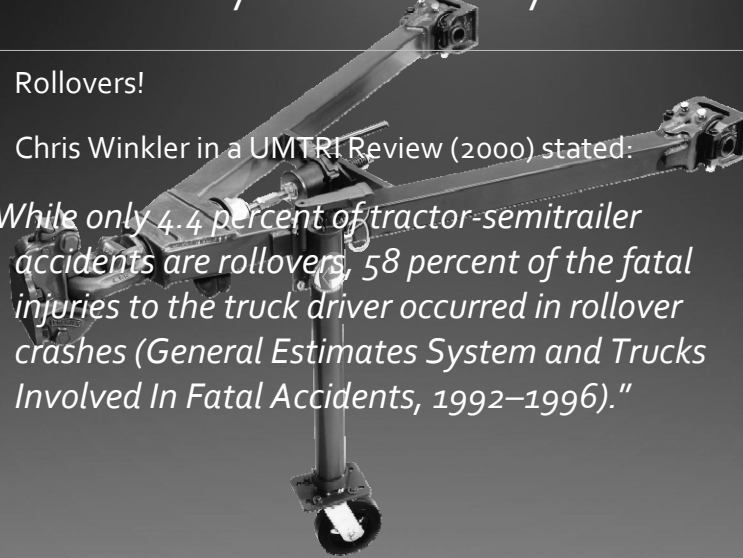 Rollovers!
Chris Winkler in a UMTRI Review (2000) stated:
While only 4.4 percent of tractor-semitrailer
accidents are rollovers, 58 percent of the fatal
injuries to the truck driver occurred in rollover
crashes (General Estimates System and Trucks
Involved In Fatal Accidents, 1992–1996).”